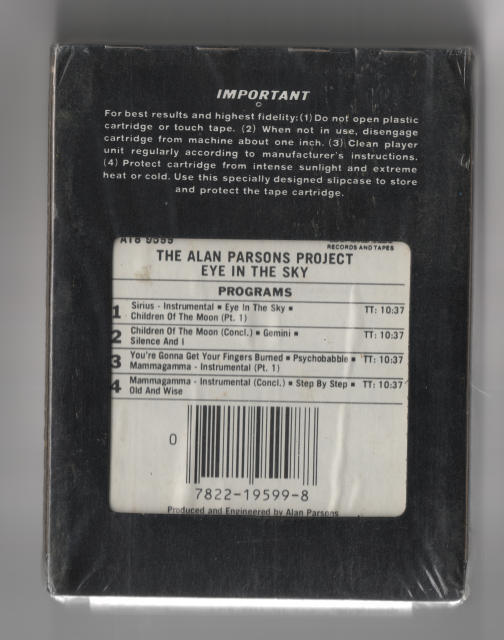 IMPORTANT
For best results and highest fidelity:(1) Do not open plastic
cartridge or touch tape. (2) When not in use, disengage
cartridge from machine about one inch. (3) Clean player
unit regularly according to manufacturer's instructions.
(4) Protect cartridge from intense sunlight and extreme
heat or cold. Use this specially designed slipcase to store
and protect the tape cartridge.
AT8 9599
RECORDS AND TAPES
THE ALAN PARSONS PROJECT
EYE IN THE SKY
PROGRAMS
1 Sirius - Instrumental ■ Eye In The Sky ■ TT: 10:37
Children Of The Moon (Pt. 1)
2 Children Of The Moon (Concl.) ■ Gemini ■ TT: 10:37
Silence And I
3 You're Gonna Get Your Fingers Burned ■ Psychobabble ■ TT: 10:37
Mammagamma - Instrumental (Pt. 1)
4 Mammagamma - Instrumental (Concl.) ■ Step By Step ■ TT: 10:37
Old And Wise
0
7822-19599-8
Produced and Engineered by Alan Parsons